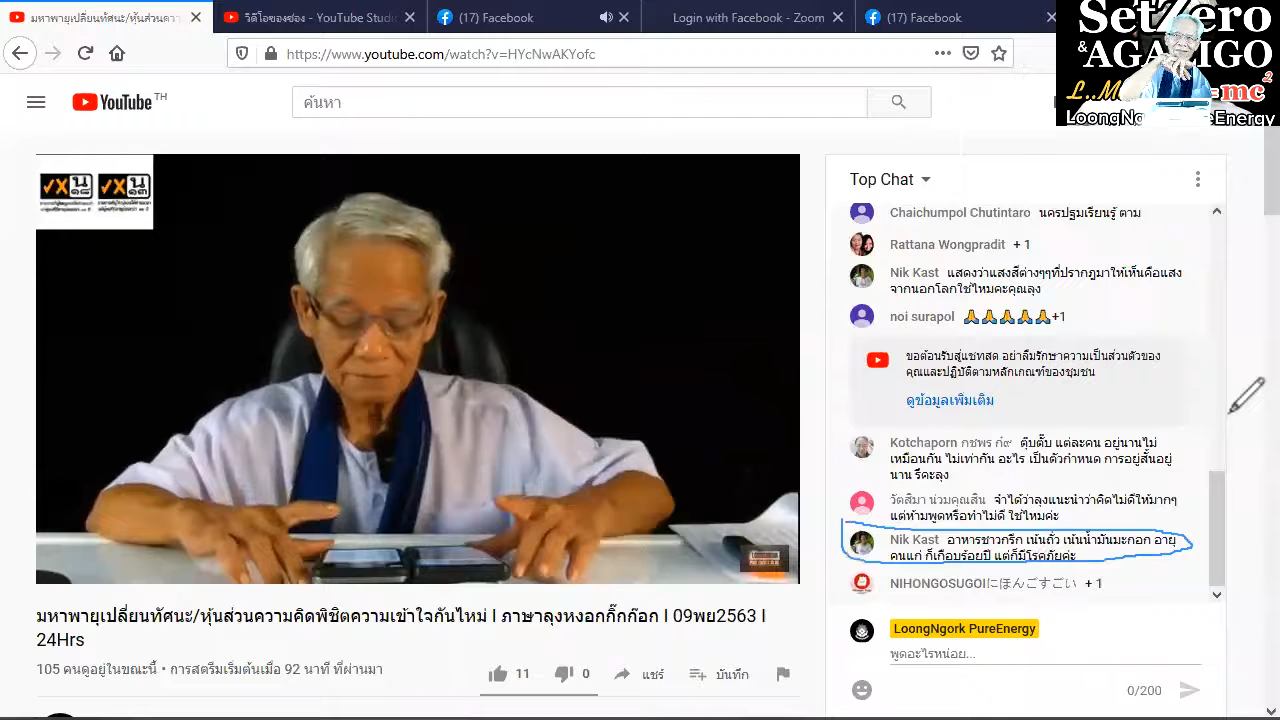 มหาพายุเปลี่ยนทัศนะ/หุ้นส่วนความ
วิดีโอของช่อง - YouTube Studio
(17) Facebook
Login with Facebook - Zoom
(17) Facebook
https://www.youtube.com/watch?v=HYcNwAKYofc
SetZero
&AGALIGO
=mc²
YouTube TH
ค้นหา
Top Chat
Chaichumpol Chutintaro นครปฐมเรียนรู้ ตาม
Rattana Wongpradit + 1
Nik Kast แสดงว่าแสงสีต่างๆๆที่ปรากฎมาให้เห็นคือแสง
จากนอกโลกใช้ไหมคะคุณลุง
noi surapol 🙏🙏🙏🙏🙏+1
ขอต้อนรับสู่แชทสด อย่าลืมรักษาความเป็นส่วนตัวของ
คุณและปฏิบัติตามหลักเกณฑ์ของชุมชน
ดูข้อมูลเพิ่มเติม
Kotchaporn กชพร ก่๙ ตุ๊บตั๊บ แต่ละคน อยู่นานไม่
เหมือนกัน ไม่เท่ากัน อะไร เป็นตัวกำหนด การอยู่สั้นอยู่
นาน รึคะลุง
วัตสีมา น่วมคุณสิน จำได้ว่าลุงแนะนำว่าคิดไม่ดีให้มากๆ
แต่ห้ามพูดหรือทำไม่ดี ใช่ไหมค่ะ
Nik Kast อาหารชาวกรีก เน้นถั่ว เน้นน้ำมันมะกอก อายุ
คนแก่ ก็เกือบร้อยปี แต่ก็มีโรคภัยค่ะ
NIHONGOSUGOIにほんごすごい + 1
LoongNgork PureEnergy
พูดอะไรหน่อย...
0/200
มหาพายุเปลี่ยนทัศนะ/หุ้นส่วนความคิดพิชิตความเข้าใจกันไหม่ I ภาษาลุงหงอกกิ๊กก๊อก I 09พย2563 I
24Hrs
105 คนดูอยู่ในขณะนี้ • การสตรีมเริ่มต้นเมื่อ 92 นาที ที่ผ่านมา
11
0
แชร์
บันทึก